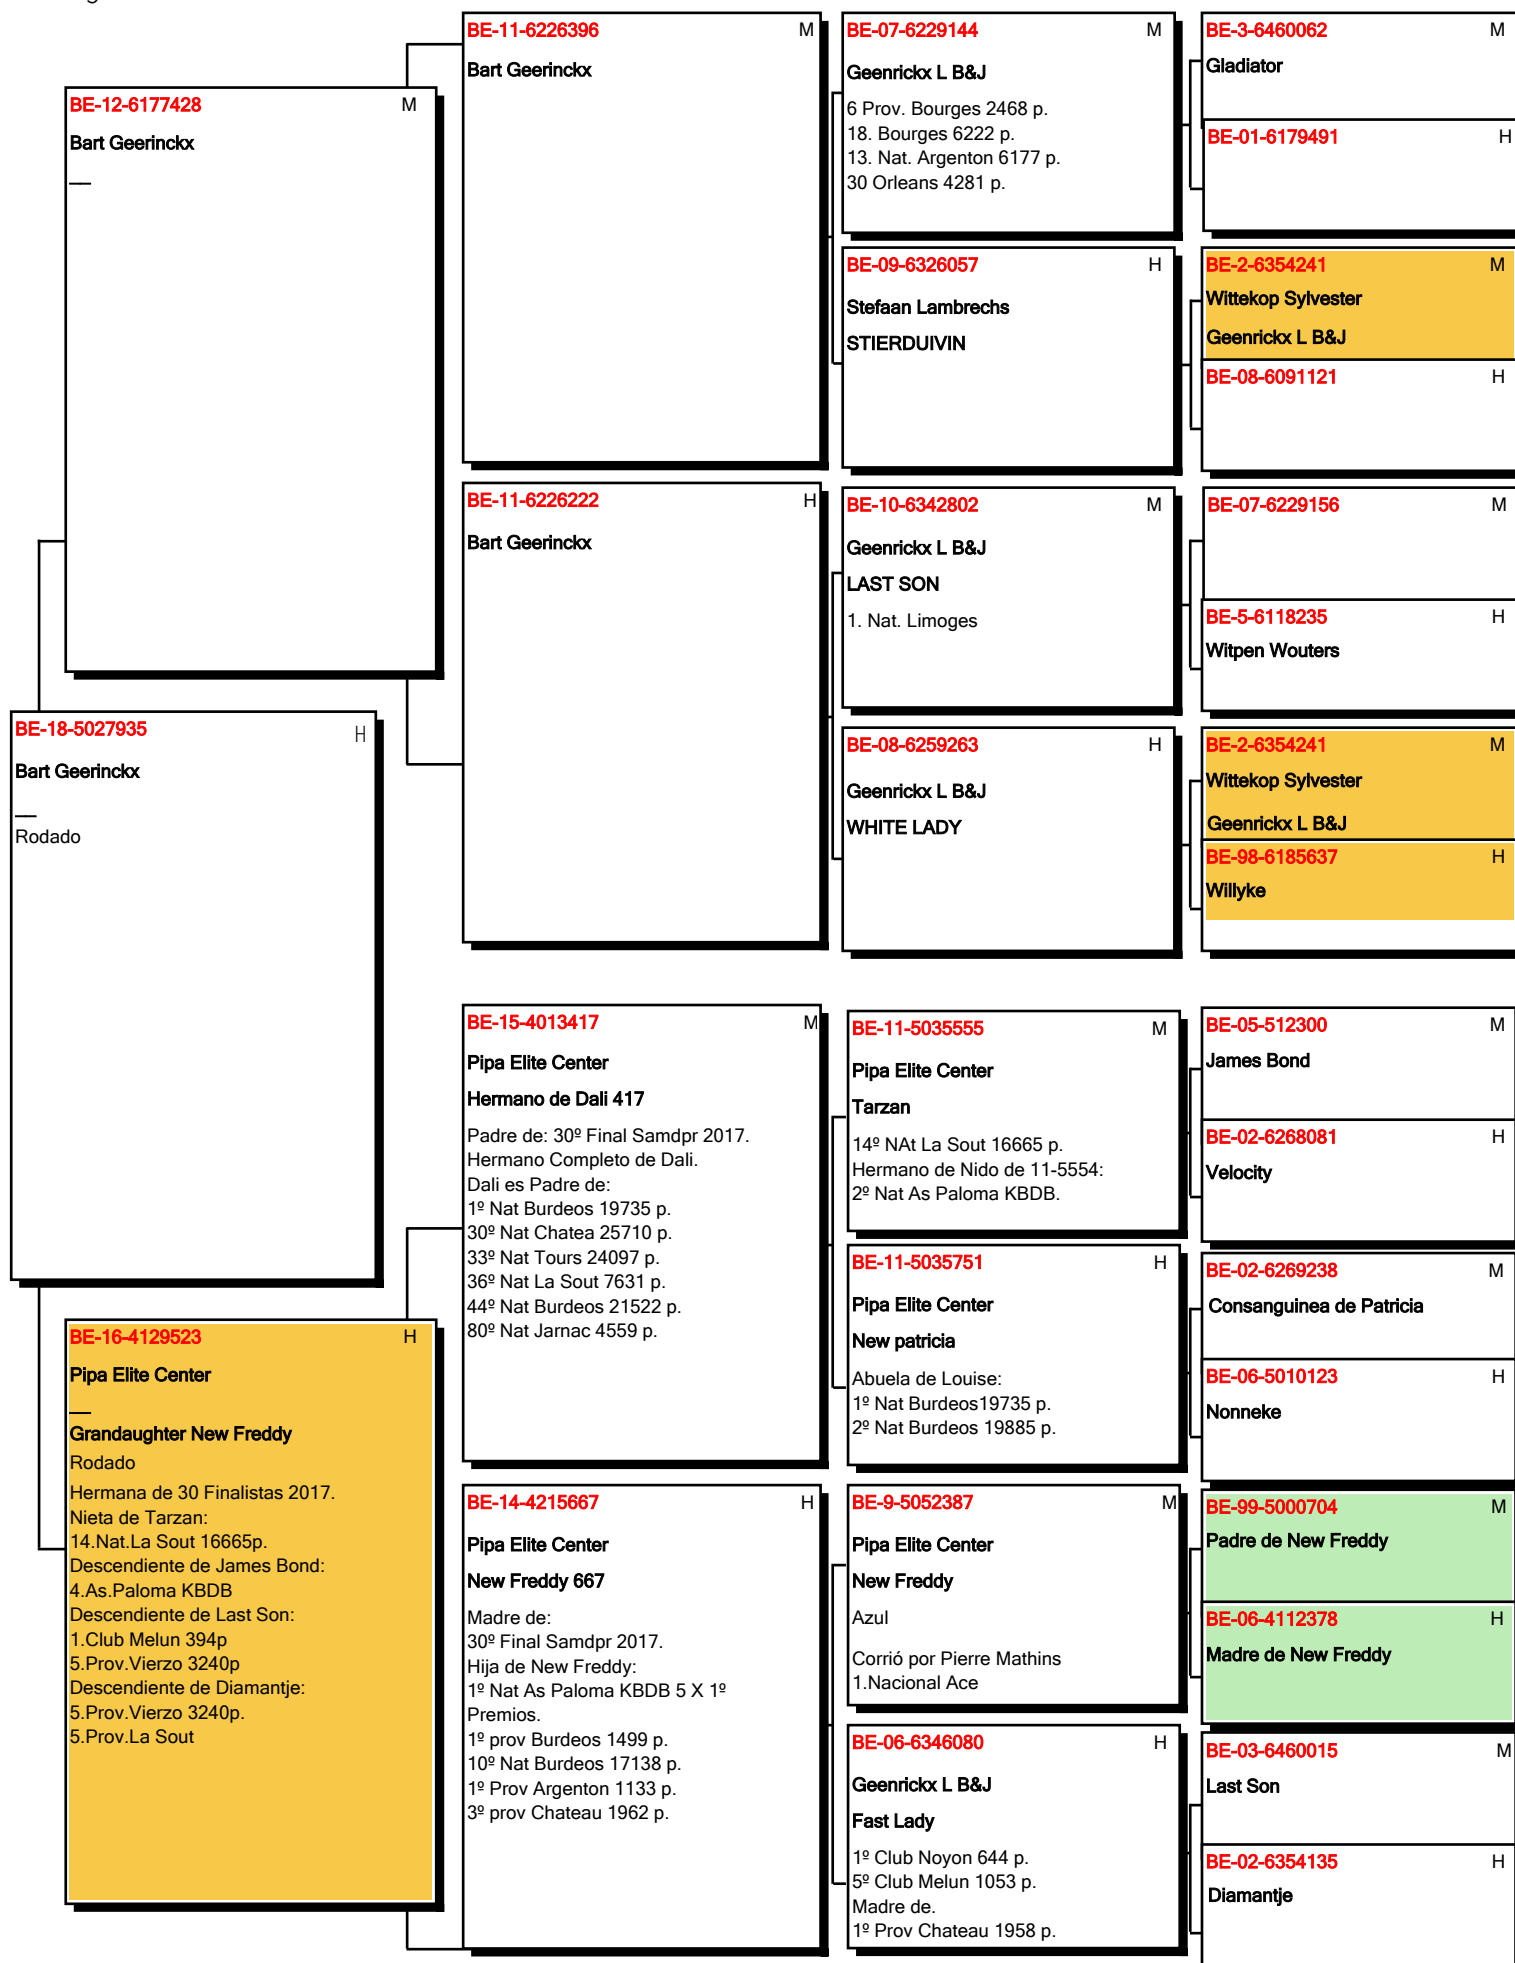 BE-18-5027935 H
Bart Geerinckx
__
Rodado
BE-12-6177428 M
Bart Geerinckx
__
BE-16-4129523 H
Pipa Elite Center
__
Grandaughter New Freddy
Rodado
Hermana de 30 Finalistas 2017.
Nieta de Tarzan:
14.Nat.La Sout 16665p.
Descendiente de James Bond:
4.As.Paloma KBDB
Descendiente de Last Son:
1.Club Melun 394p
5.Prov.Vierzo 3240p
Descendiente de Diamantje:
5.Prov.Vierzo 3240p.
5.Prov.La Sout
BE-11-6226396 M
Bart Geerinckx
BE-11-6226222 H
Bart Geerinckx
BE-15-4013417 M
Pipa Elite Center
Hermano de Dali 417
Padre de: 30º Final Samdpr 2017.
Hermano Completo de Dali.
Dali es Padre de:
1º Nat Burdeos 19735 p.
30º Nat Chatea 25710 p.
33º Nat Tours 24097 p.
36º Nat La Sout 7631 p.
44º Nat Burdeos 21522 p.
80º Nat Jarnac 4559 p.
BE-14-4215667 H
Pipa Elite Center
New Freddy 667
Madre de:
30º Final Samdpr 2017.
Hija de New Freddy:
1º Nat As Paloma KBDB 5 X 1º
Premios.
1º prov Burdeos 1499 p.
10º Nat Burdeos 17138 p.
1º Prov Argenton 1133 p.
3º prov Chateau 1962 p.
BE-07-6229144 M
Geenrickx L B&J
6 Prov. Bourges 2468 p.
18. Bourges 6222 p.
13. Nat. Argenton 6177 p.
30 Orleans 4281 p.
BE-09-6326057 H
Stefaan Lambrechs
STIERDUIVIN
BE-10-6342802 M
Geenrickx L B&J
LAST SON
1. Nat. Limoges
BE-08-6259263 H
Geenrickx L B&J
WHITE LADY
BE-11-5035555 M
Pipa Elite Center
Tarzan
14º NAt La Sout 16665 p.
Hermano de Nido de 11-5554:
2º Nat As Paloma KBDB.
BE-11-5035751 H
Pipa Elite Center
New patricia
Abuela de Louise:
1º Nat Burdeos19735 p.
2º Nat Burdeos 19885 p.
BE-9-5052387 M
Pipa Elite Center
New Freddy
Azul
Corrió por Pierre Mathins
1.Nacional Ace
BE-06-6346080 H
Geenrickx L B&J
Fast Lady
1º Club Noyon 644 p.
5º Club Melun 1053 p.
Madre de.
1º Prov Chateau 1958 p.
BE-3-6460062 M
Gladiator
BE-01-6179491 H
BE-2-6354241 M
Wittekop Sylvester
Geenrickx L B&J
BE-08-6091121 H
BE-07-6229156 M
BE-5-6118235 H
Witpen Wouters
BE-2-6354241 M
Wittekop Sylvester
Geenrickx L B&J
BE-98-6185637 H
Willyke
BE-05-512300 M
James Bond
BE-02-6268081 H
Velocity
BE-02-6269238 M
Consanguinea de Patricia
BE-06-5010123 H
Nonneke
BE-99-5000704 M
Padre de New Freddy
BE-06-4112378 H
Madre de New Freddy
BE-03-6460015 M
Last Son
BE-02-6354135 H
Diamantje